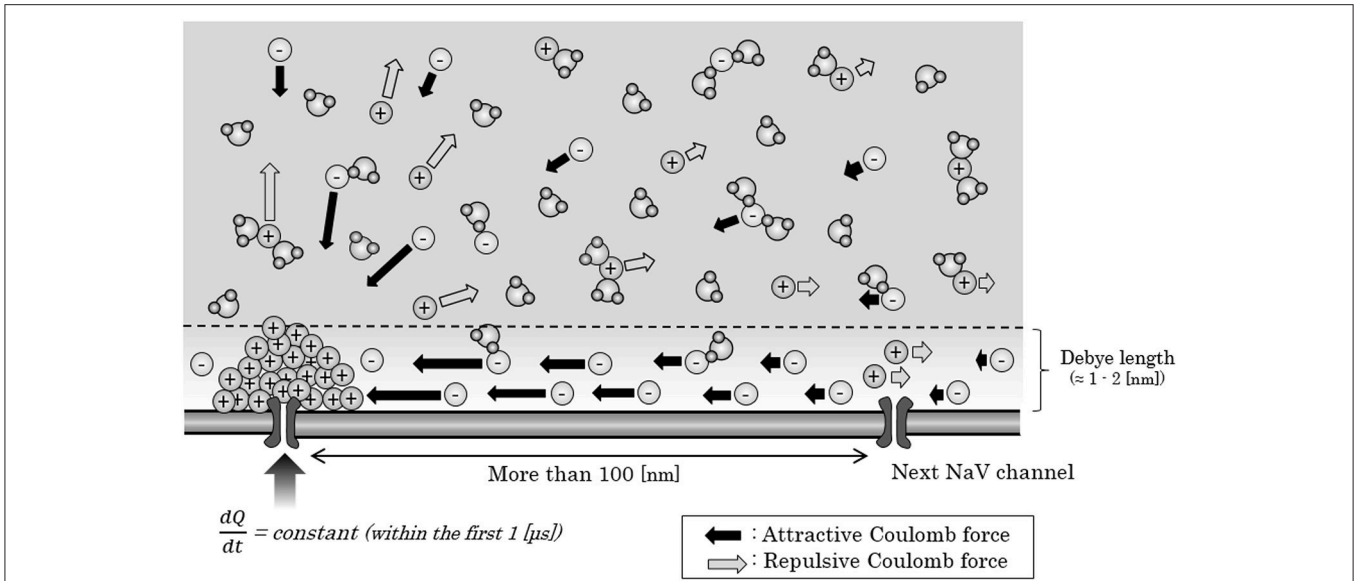 Debye length
(≈ 1 - 2 [nm])
More than 100 [nm]
Next NaV channel
dQ/dt = constant (within the first 1 [μs])
: Attractive Coulomb force
: Repulsive Coulomb force